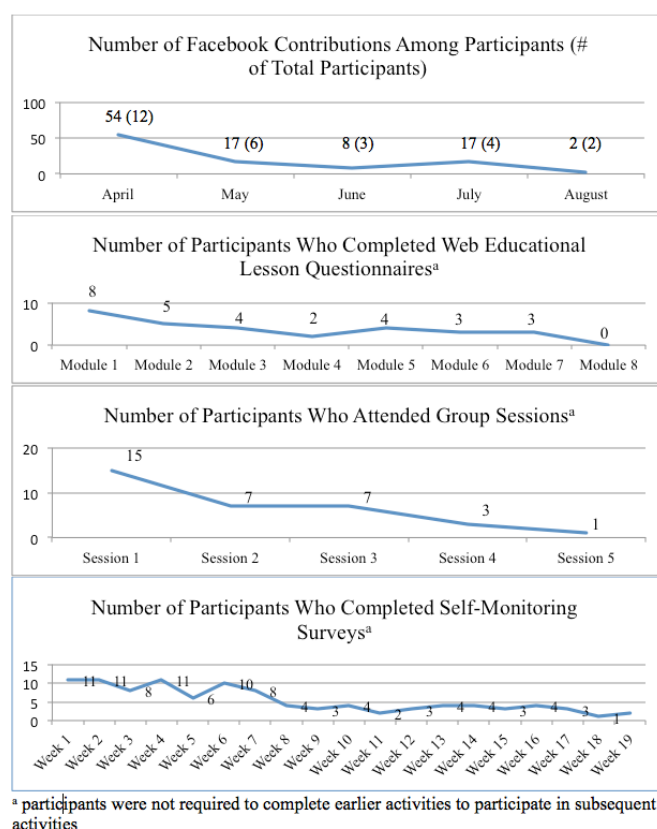 Number of Facebook Contributions Among Participants (#
of Total Participants)
100
50
0
54 (12)
17 (6)
8 (3)
17 (4)
2 (2)
April
May
June
July
August
Number of Participants Who Completed Web Educational
Lesson Questionnairesᵃ
10
0
8
5
4
2
4
3
3
0
Module 1
Module 2
Module 3
Module 4
Module 5
Module 6
Module 7
Module 8
Number of Participants Who Attended Group Sessionsᵃ
20
10
0
15
7
7
3
1
Session 1
Session 2
Session 3
Session 4
Session 5
Number of Participants Who Completed Self-Monitoring
Surveysᵃ
15
10
5
0
11
11
8
11
6
10
8
4
3
4
2
3
4
4
3
4
3
1
Week 1
Week 2
Week 3
Week 4
Week 5
Week 6
Week 7
Week 8
Week 9
Week 10
Week 11
Week 12
Week 13
Week 14
Week 15
Week 16
Week 17
Week 18
Week 19
ᵃ participants were not required to complete earlier activities to participate in subsequent
activities